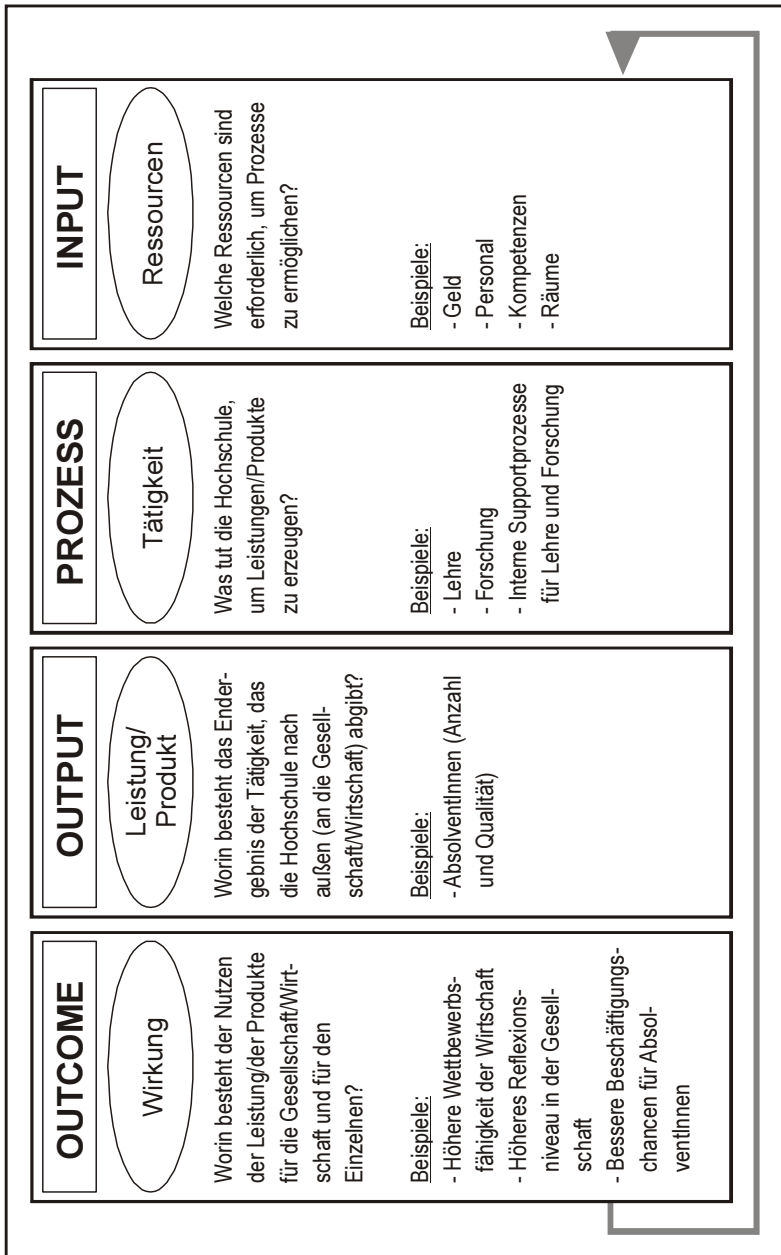 OUTCOME
Wirkung
Worin besteht der Nutzen
der Leistung/der Produkte
für die Gesellschaft/Wirt-
schaft und für den
Einzelnen?
Beispiele:
- Höhere Wettbewerbs-
fähigkeit der Wirtschaft
- Höheres Reflexions-
niveau in der Gesell-
schaft
- Bessere Beschäftigungs-
chancen für Absol-
ventInnen
OUTPUT
Leistung/
Produkt
Worin besteht das Ender-
gebnis der Tätigkeit, das
die Hochschule nach
außen (an die Gesell-
schaft/Wirtschaft) abgibt?
Beispiele:
- AbsolventInnen (Anzahl
und Qualität)
PROZESS
Tätigkeit
Was tut die Hochschule,
um Leistungen/Produkte
zu erzeugen?
Beispiele:
- Lehre
- Forschung
- Interne Supportprozesse
für Lehre und Forschung
INPUT
Ressourcen
Welche Ressourcen sind
erforderlich, um Prozesse
zu ermöglichen?
Beispiele:
- Geld
- Personal
- Kompetenzen
- Räume